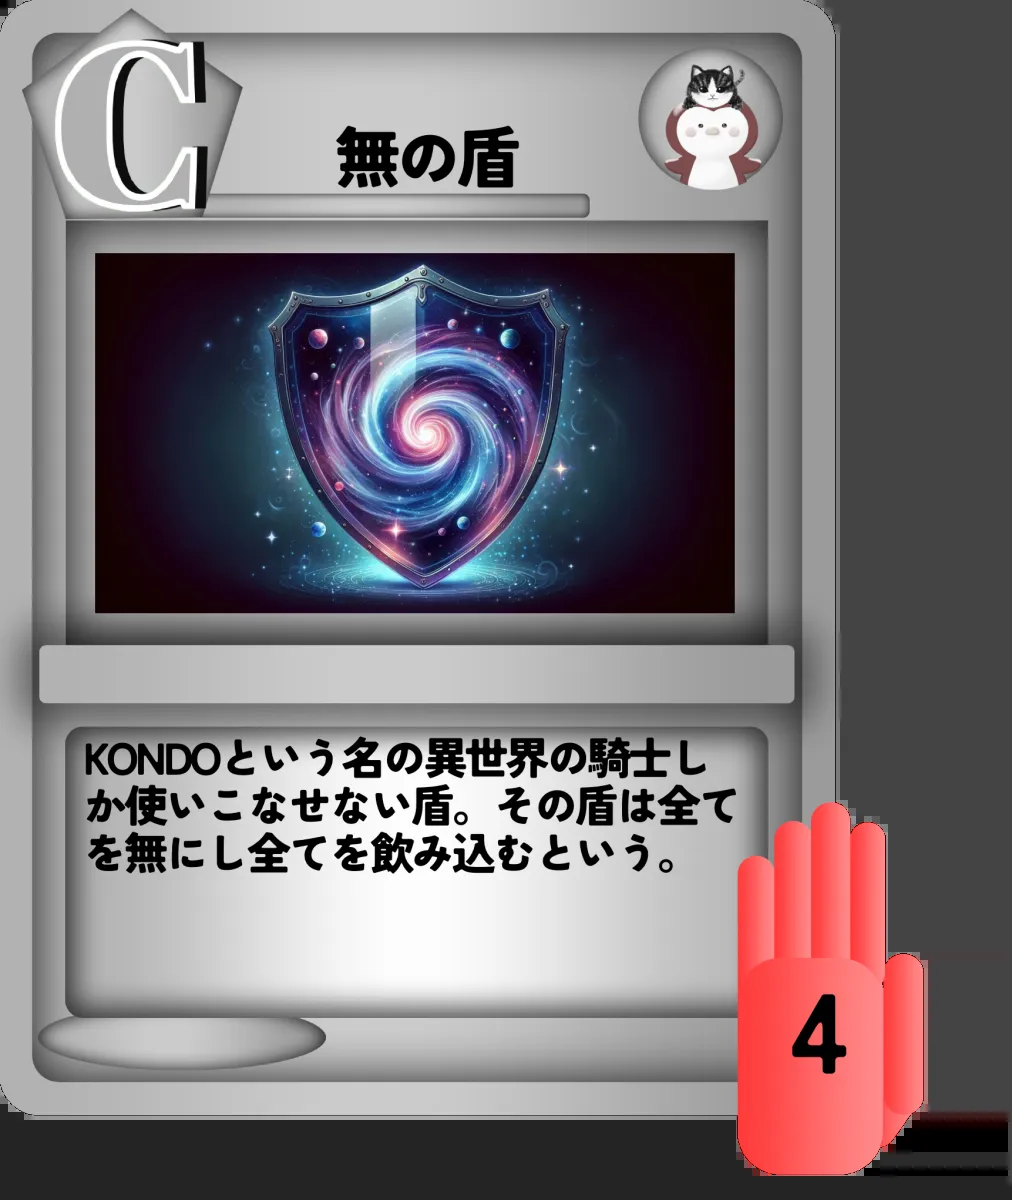 C
無の盾
KONDOという名の異世界の騎士し
か使いこなせない盾。その盾は全て
を無にし全てを飲み込むという。
4